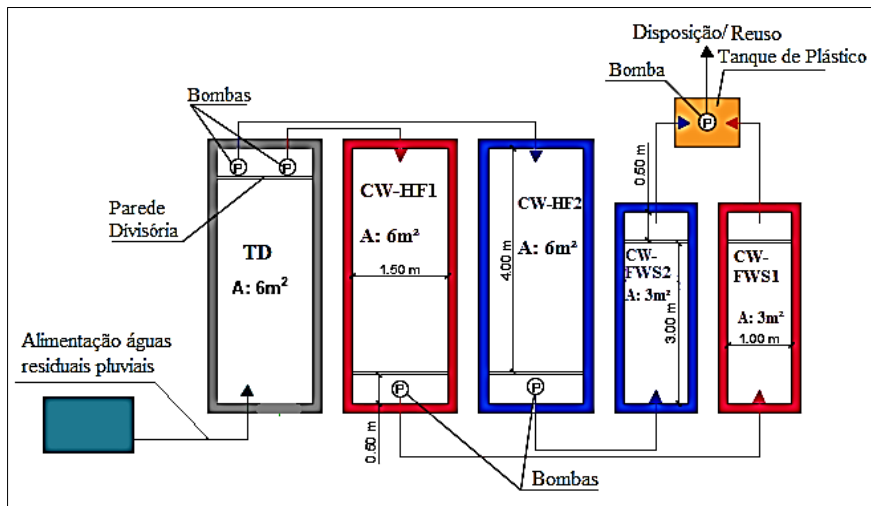 Disposição/ Reuso
Tanque de Plástico
Bomba
P
Bombas
P
P
Parede
Divisória
TD
A: 6m²
CW-HF1
A: 6m²
1.50 m
P
0.50 m
CW-HF2
A: 6m²
4.00 m
P
0.50 m
CW-
FWS2
A: 3m²
3.00 m
CW-
FWS1
A: 3m²
1.00 m
Alimentação águas
residuais pluviais
Bombas